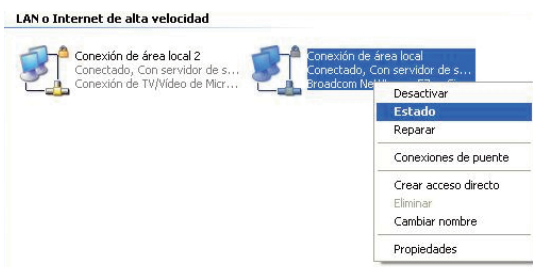 LAN o Internet de alta velocidad
Conexión de área local 2
Conectado, Con servidor de s...
Conexión de TV/Vídeo de Micr...
Conexión de área local
Conectado, Con servidor de s...
Broadcom
Desactivar
Estado
Reparar
Conexiones de puente
Crear acceso directo
Eliminar
Cambiar nombre
Propiedades